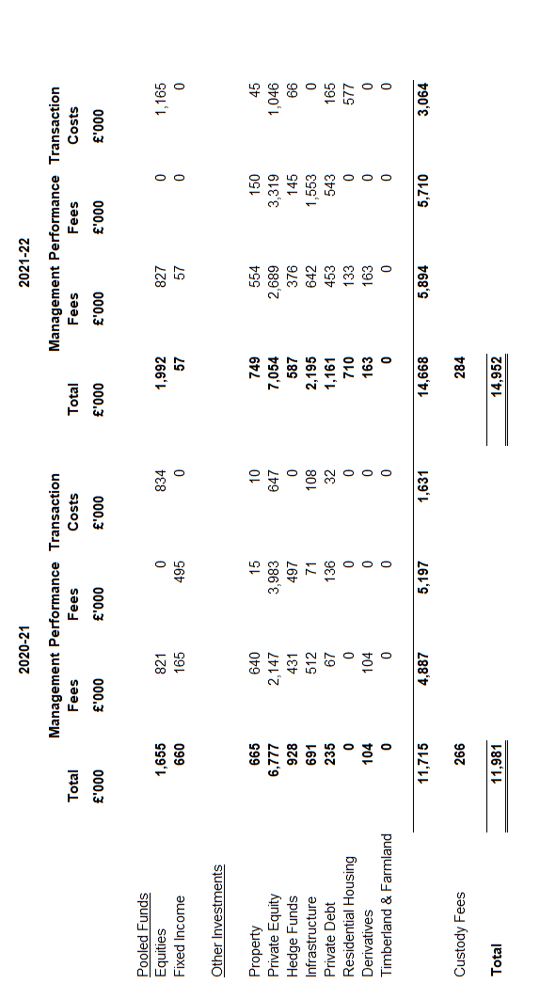 2020-21 2021-22
Total Management Performance Transaction Total Management Performance Transaction
Fees Fees Costs Fees Fees Costs
£'000 £'000 £'000 £'000 £'000 £'000 £'000 £'000
Pooled Funds
Equities 1,655 821 0 834 1,992 827 0 1,165
Fixed Income 660 165 495 0 57 57 0 0
Other Investments
Property 665 640 15 10 749 554 150 45
Private Equity 6,777 2,147 3,983 647 7,054 2,689 3,319 1,046
Hedge Funds 928 431 497 0 587 376 145 66
Infrastructure 691 512 71 108 2,195 642 1,553 0
Private Debt 235 67 136 32 1,161 453 543 165
Residential Housing 0 0 0 0 710 133 0 577
Derivatives 104 104 0 0 163 163 0 0
Timberland & Farmland 0 0 0 0 0 0 0 0
11,715 4,887 5,197 1,631 14,668 5,894 5,710 3,064
Custody Fees 266 284
Total 11,981 14,952